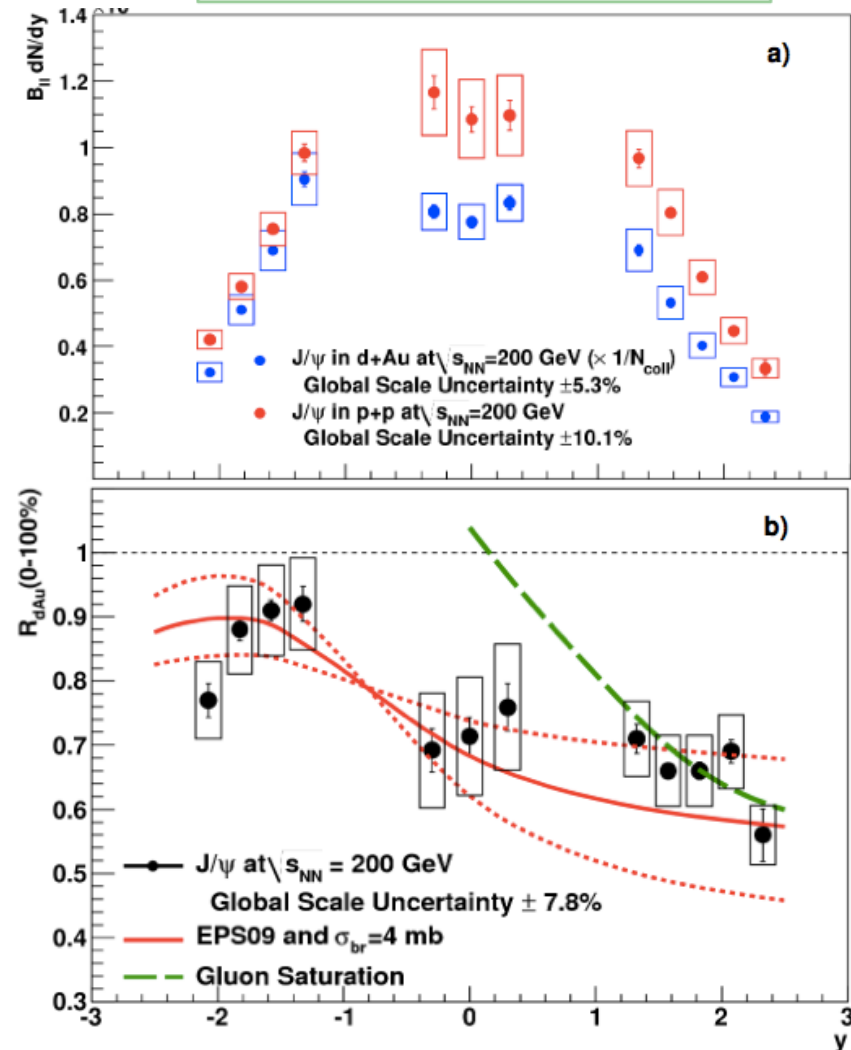 1.4
a)
1.2
1
0.8
0.6
0.4
0.2
B_ll dN/dy
J/ψ in d+Au at √s_NN=200 GeV (× 1/N_coll)
Global Scale Uncertainty ±5.3%
J/ψ in p+p at √s_NN=200 GeV
Global Scale Uncertainty ±10.1%
b)
1
0.9
0.8
0.7
0.6
0.5
0.4
0.3
R_dAu(0-100%)
J/ψ at √s_NN = 200 GeV
Global Scale Uncertainty ± 7.8%
EPS09 and σ_br=4 mb
Gluon Saturation
-3 -2 -1 0 1 2 3
y